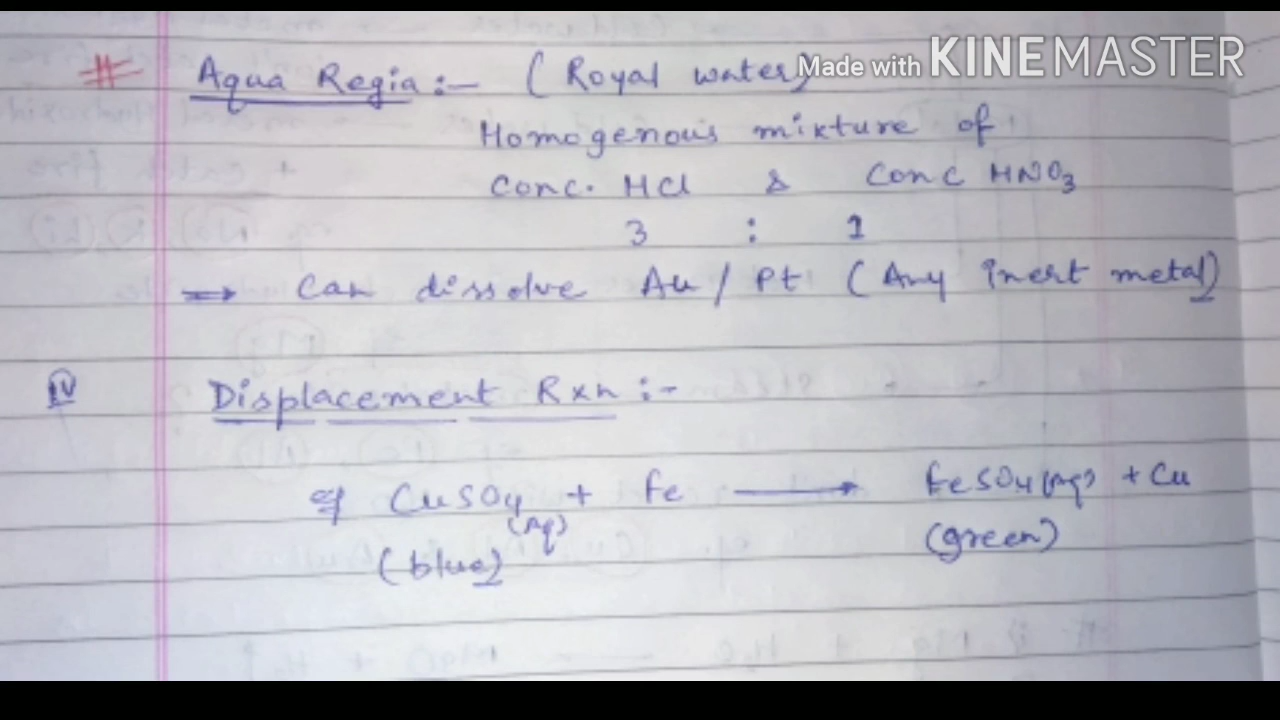 Made with KINEMASTER
# Aqua Regia :- (Royal water)
Homogenous mixture of
Conc. HCl & Conc HNO3
3 : 1
→ Can dissolve Au / Pt (Any inert metal)
IV Displacement Rxn :-
eg CuSO4 (Aq) + Fe → FeSO4 (Aq) + Cu
(blue) (green)